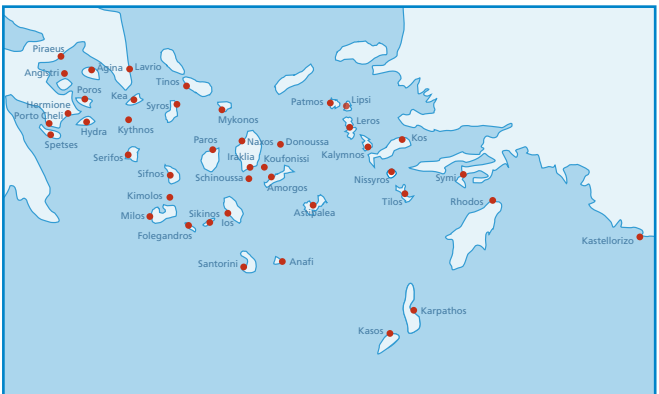 Piraeus
Angistri
Agina
Lavrio
Poros
Kea
Tinos
Hermione
Porto Cheli
Syros
Mykonos
Patmos
Lipsi
Hydra
Kythnos
Leros
Spetses
Paros
Naxos
Donoussa
Kos
Serifos
Iraklia
Koufonissi
Kalymnos
Sifnos
Schinoussa
Amorgos
Nissyros
Symi
Kimolos
Tilos
Rhodos
Milos
Sikinos
Ios
Astipalea
Folegandros
Kastellorizo
Santorini
Anafi
Karpathos
Kasos